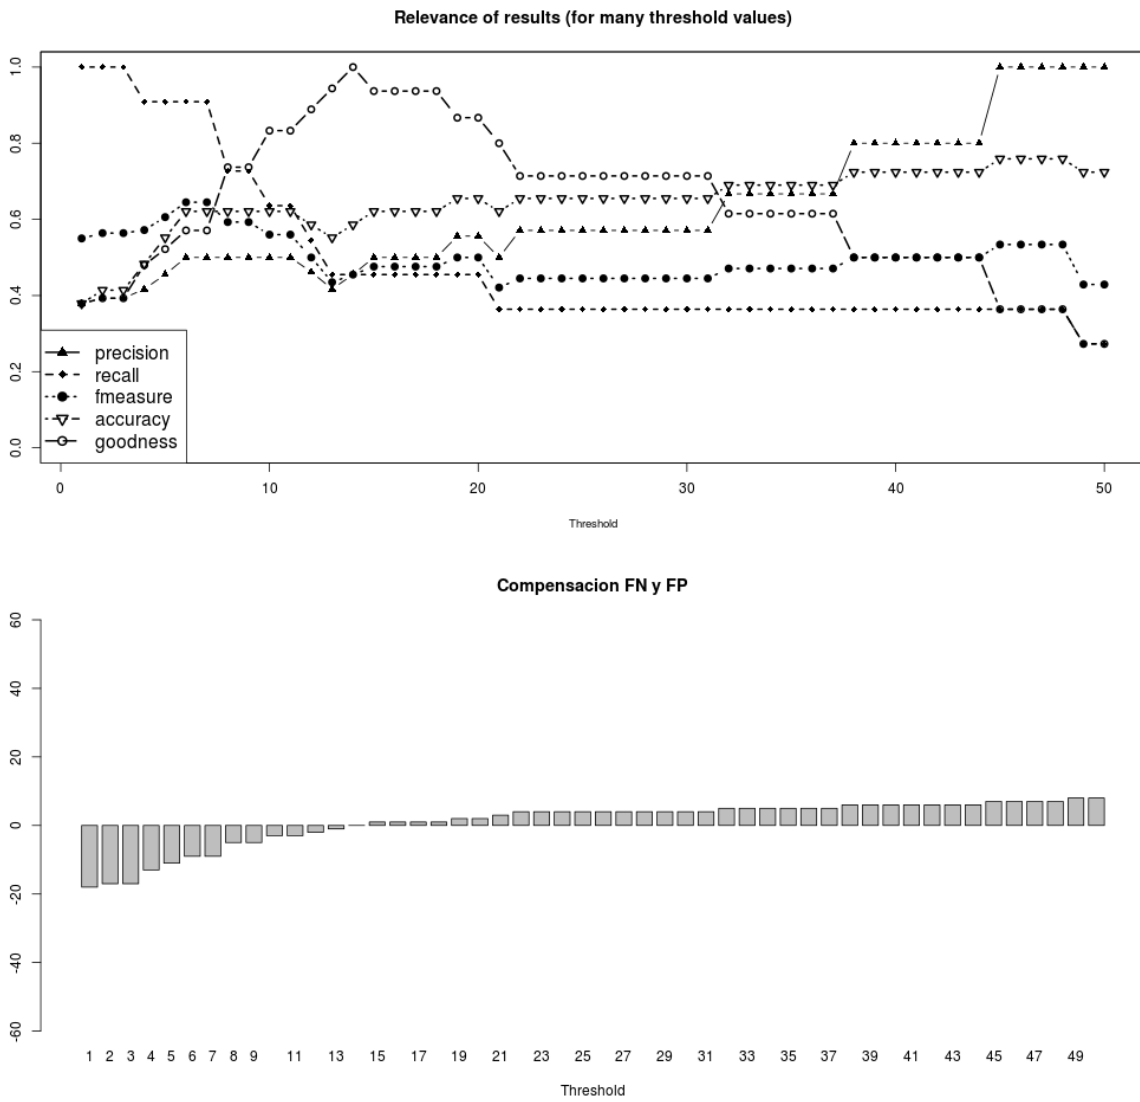 Relevance of results (for many threshold values)
1.0
0.8
0.6
0.4
0.2
0.0
precision
recall
fmeasure
accuracy
goodness
0 10 20 30 40 50
Threshold
Compensacion FN y FP
60
40
20
0
-20
-40
-60
1 2 3 4 5 6 7 8 9 11 13 15 17 19 21 23 25 27 29 31 33 35 37 39 41 43 45 47 49
Threshold